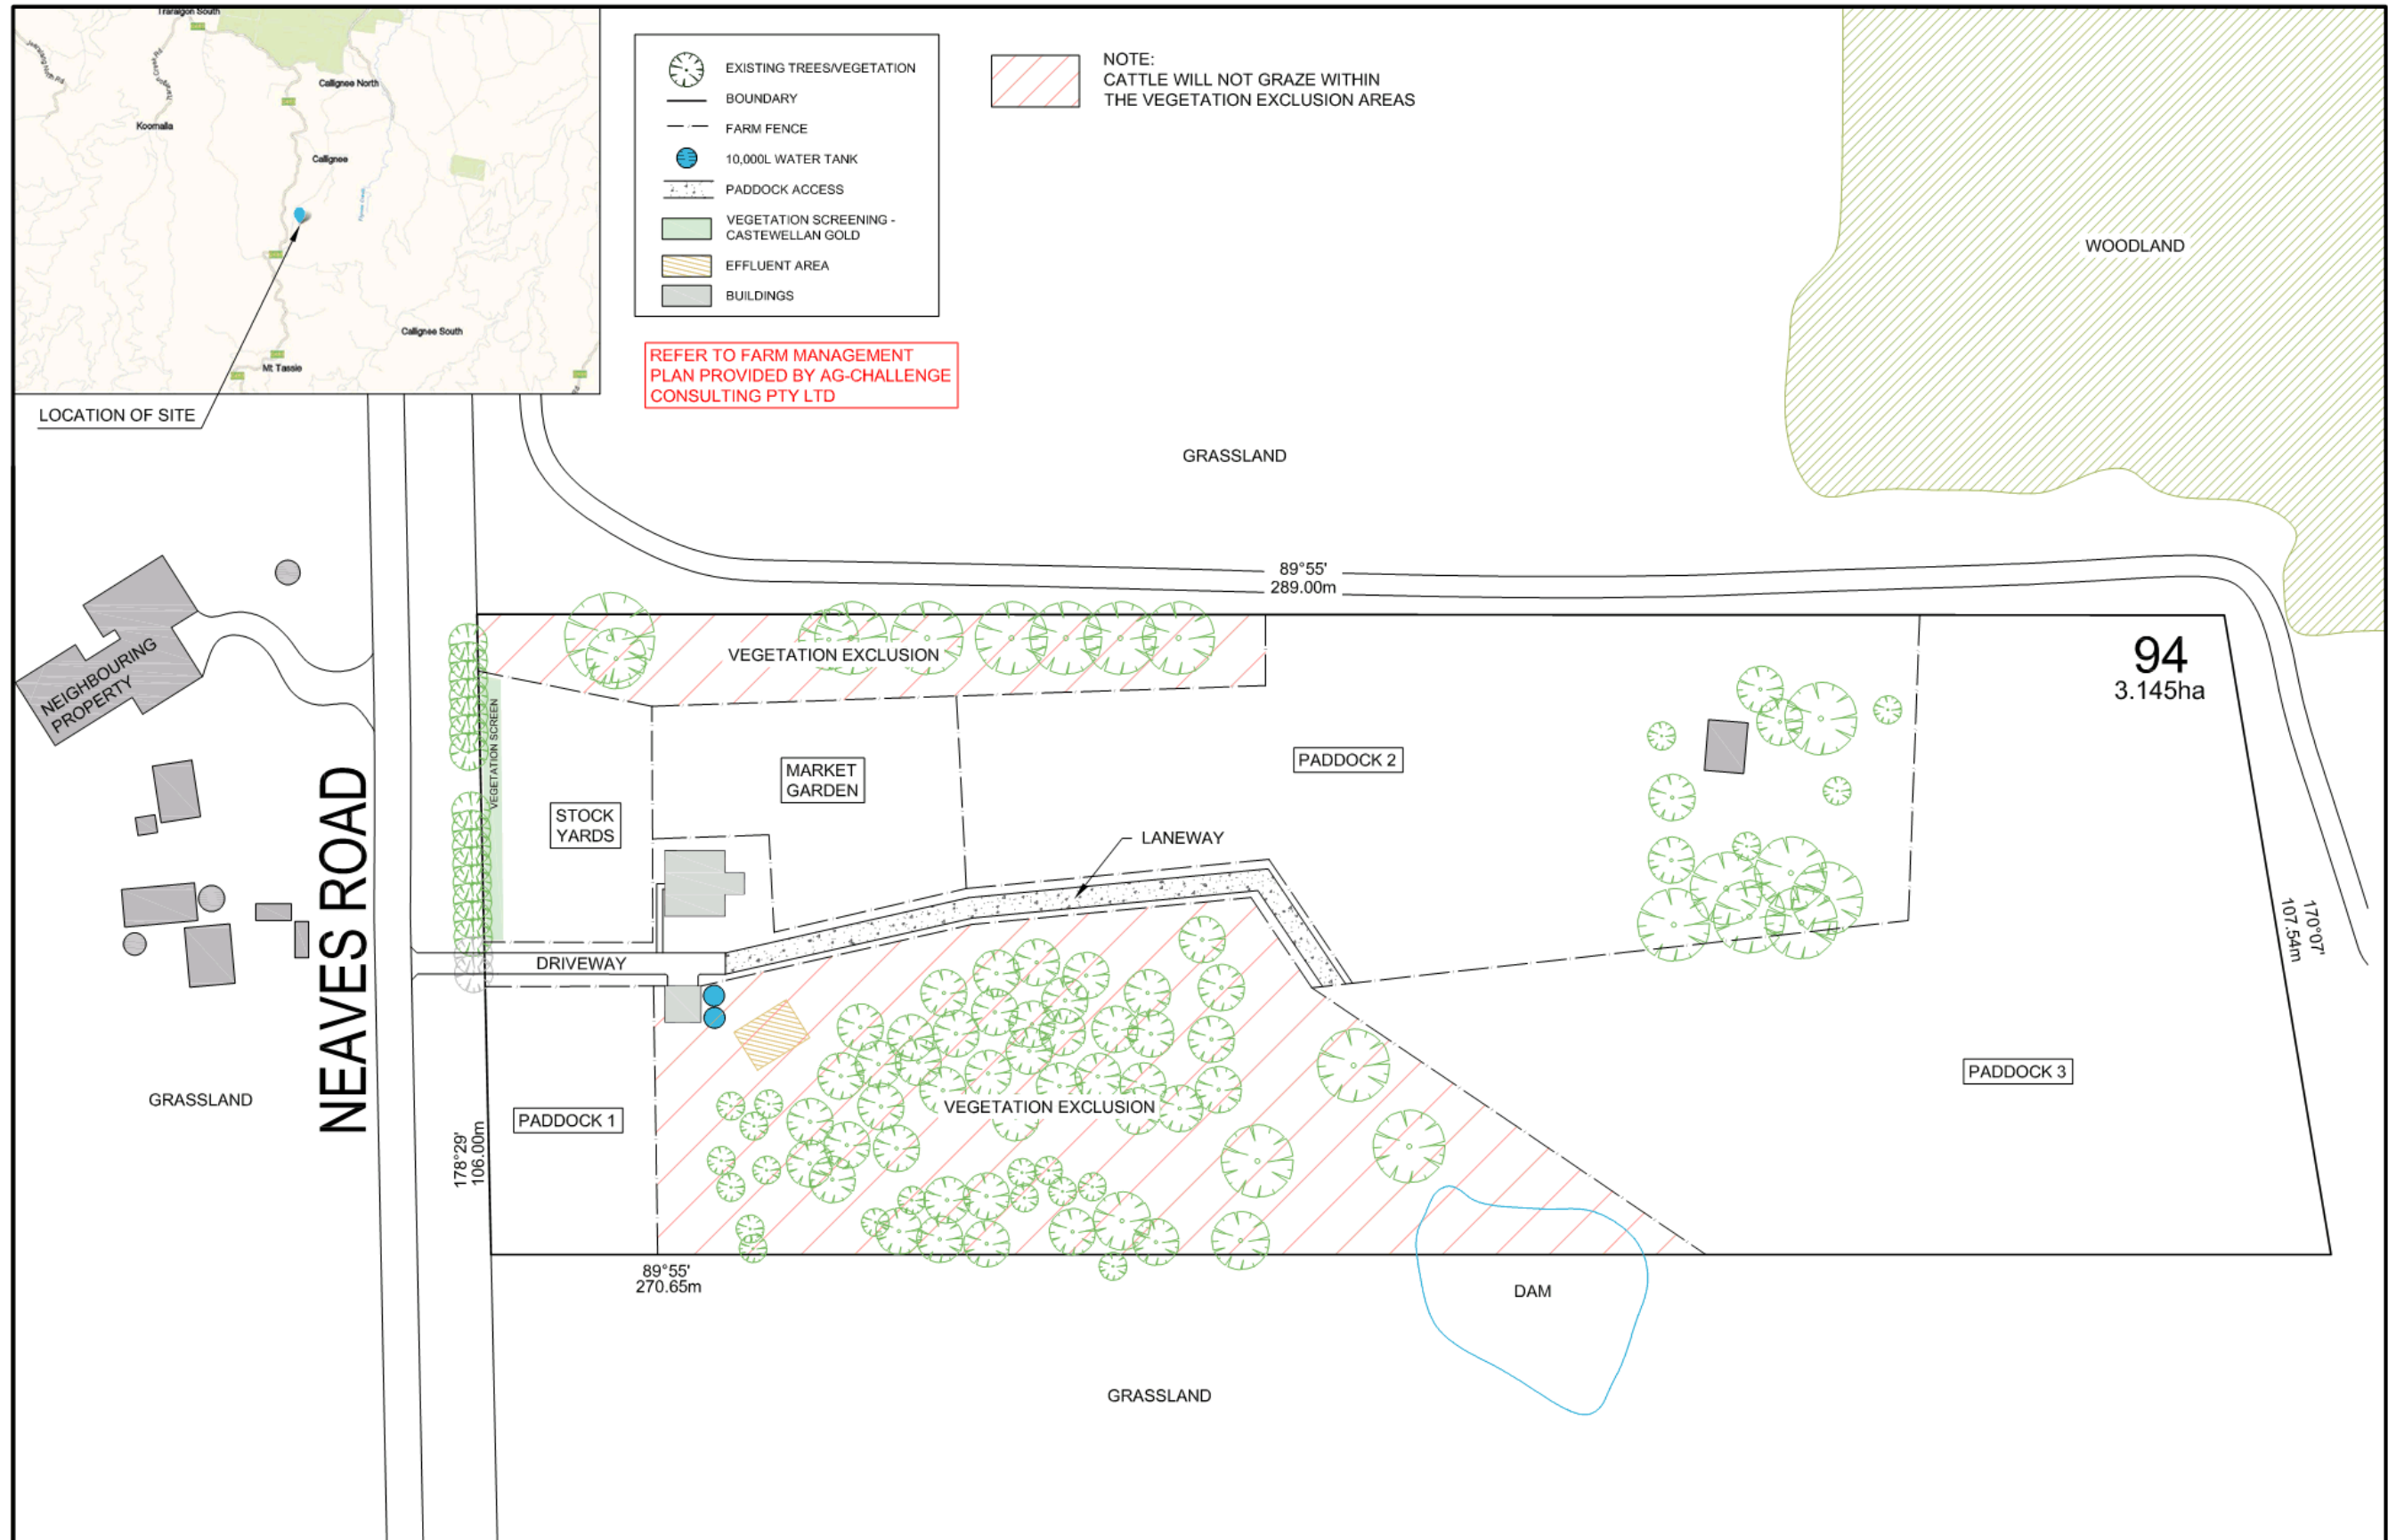 Traralgon South
Callignee North
Koornalla
Callignee
Callignee South
Mt Tassie
LOCATION OF SITE
EXISTING TREES/VEGETATION
BOUNDARY
FARM FENCE
10,000L WATER TANK
PADDOCK ACCESS
VEGETATION SCREENING -
CASTEWELLAN GOLD
EFFLUENT AREA
BUILDINGS
NOTE:
CATTLE WILL NOT GRAZE WITHIN
THE VEGETATION EXCLUSION AREAS
REFER TO FARM MANAGEMENT
PLAN PROVIDED BY AG-CHALLENGE
CONSULTING PTY LTD
WOODLAND
GRASSLAND
89°55'
289.00m
94
3.145ha
NEIGHBOURING
PROPERTY
NEAVES ROAD
VEGETATION EXCLUSION
VEGETATION SCREEN
STOCK
YARDS
MARKET
GARDEN
PADDOCK 2
LANEWAY
DRIVEWAY
170°07'
107.54m
GRASSLAND
PADDOCK 1
VEGETATION EXCLUSION
PADDOCK 3
178°29'
106.00m
89°55'
270.65m
DAM
GRASSLAND